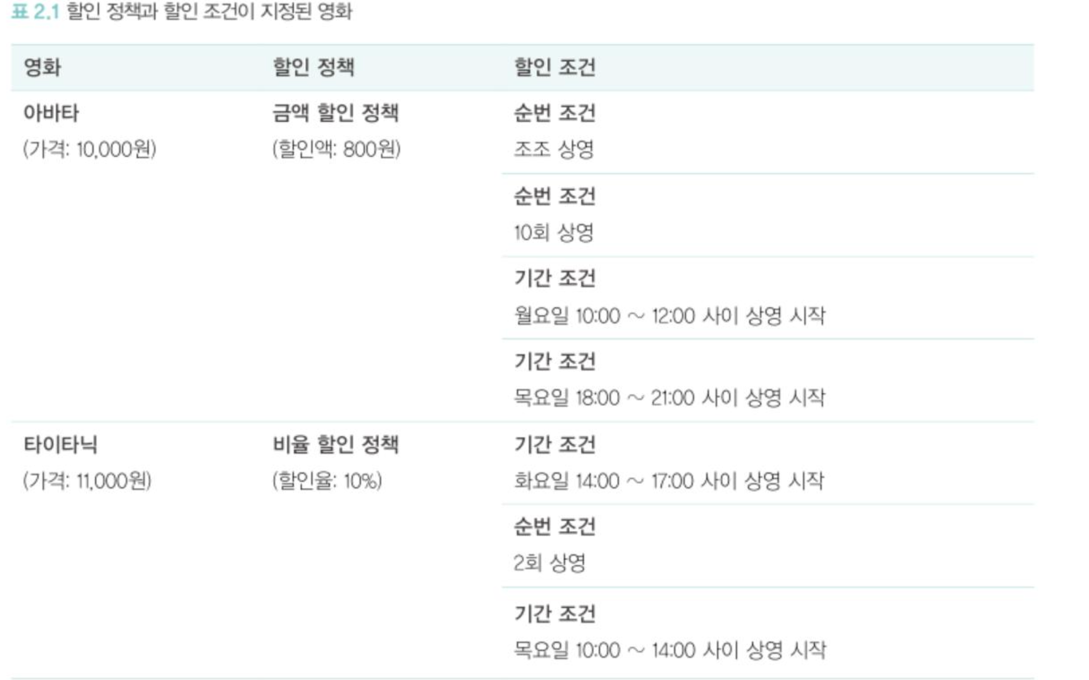 표 2.1 할인 정책과 할인 조건이 지정된 영화
영화 할인 정책 할인 조건
아바타 금액 할인 정책 순번 조건
(가격: 10,000원) (할인액: 800원) 조조 상영
순번 조건
10회 상영
기간 조건
월요일 10:00 ~ 12:00 사이 상영 시작
기간 조건
목요일 18:00 ~ 21:00 사이 상영 시작
타이타닉 비율 할인 정책 기간 조건
(가격: 11,000원) (할인율: 10%) 화요일 14:00 ~ 17:00 사이 상영 시작
순번 조건
2회 상영
기간 조건
목요일 10:00 ~ 14:00 사이 상영 시작